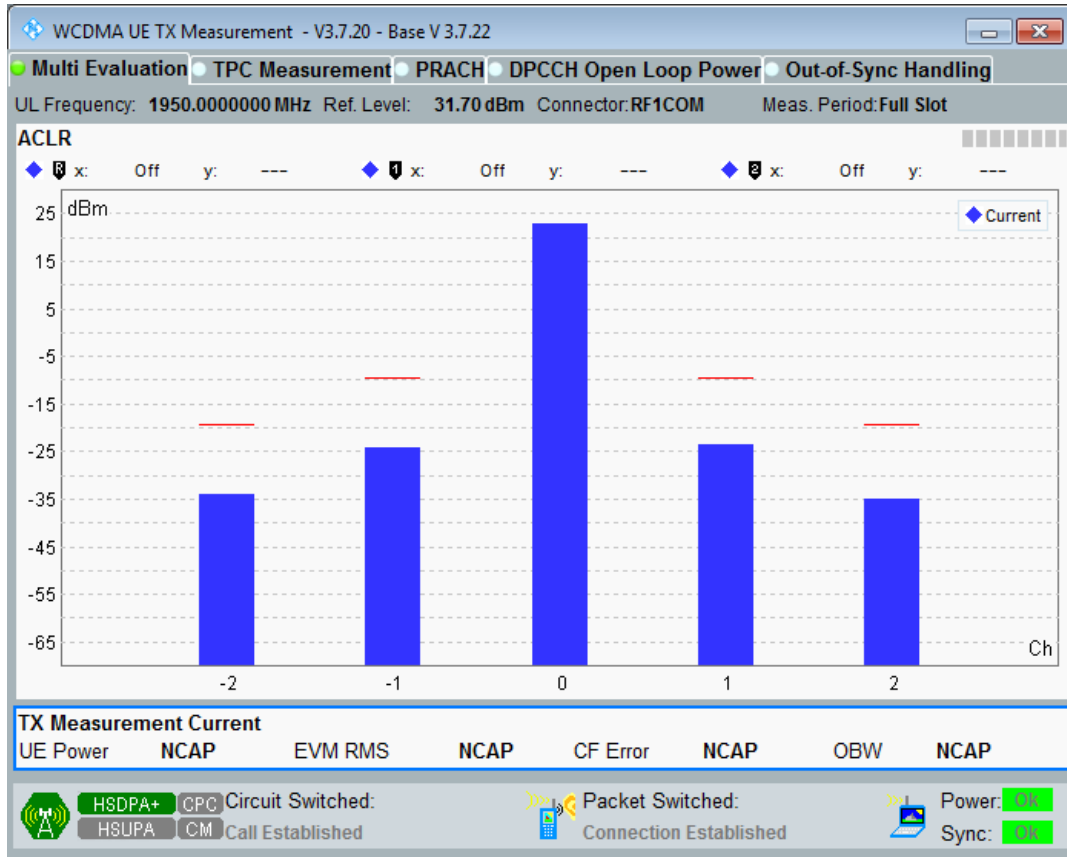 WCDMA UE TX Measurement - V3.7.20 - Base V 3.7.22
Multi Evaluation TPC Measurement PRACH DPCCH Open Loop Power Out-of-Sync Handling
UL Frequency: 1950.0000000 MHz Ref. Level: 31.70 dBm Connector: RF1COM Meas. Period: Full Slot
ACLR
R x: Off y: --- 1 x: Off y: --- 2 x: Off y: ---
dBm
Current
25
15
5
-5
-15
-25
-35
-45
-55
-65
Ch
-2 -1 0 1 2
TX Measurement Current
UE Power NCAP EVM RMS NCAP CF Error NCAP OBW NCAP
HSDPA+ CPC Circuit Switched: Packet Switched: Power: Ok
HSUPA CM Call Established Connection Established Sync: Ok